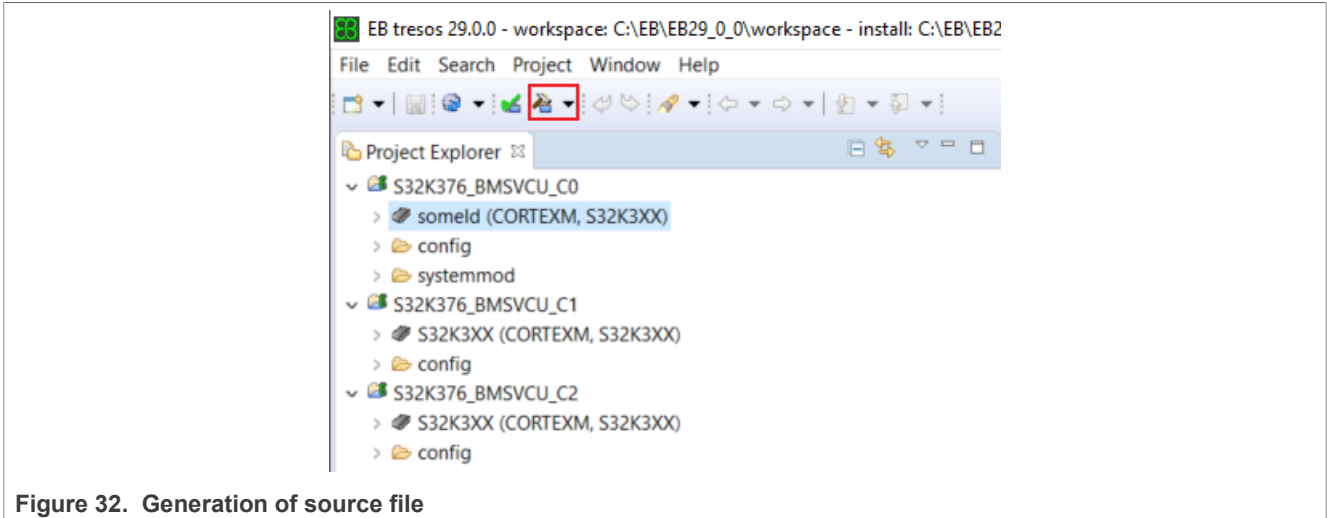 EB tresos 29.0.0 - workspace: C:\EB\EB29_0_0\workspace - install: C:\EB\EB2
File Edit Search Project Window Help
Project Explorer
S32K376_BMSVCU_C0
someId (CORTEXM, S32K3XX)
config
systemmod
S32K376_BMSVCU_C1
S32K3XX (CORTEXM, S32K3XX)
config
S32K376_BMSVCU_C2
S32K3XX (CORTEXM, S32K3XX)
config
Figure 32. Generation of source file